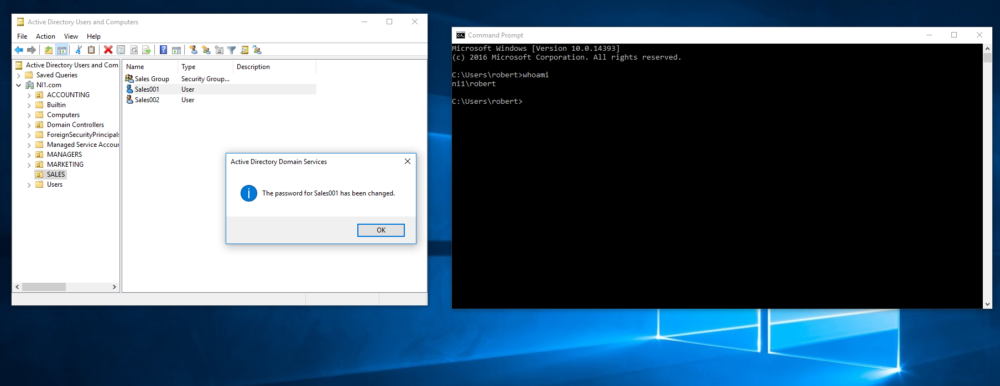 Active Directory Users and Computers
File Action View Help
Active Directory Users and Com
Saved Queries
NI1.com
ACCOUNTING
Builtin
Computers
Domain Controllers
ForeignSecurityPrincipals
Managed Service Accour
MANAGERS
MARKETING
SALES
Users
Name Type Description
Sales Group Security Group...
Sales001 User
Sales002 User
Active Directory Domain Services
The password for Sales001 has been changed.
OK
Command Prompt
Microsoft Windows [Version 10.0.14393]
(c) 2016 Microsoft Corporation. All rights reserved.
C:\Users\robert>whoami
ni1\robert
C:\Users\robert>